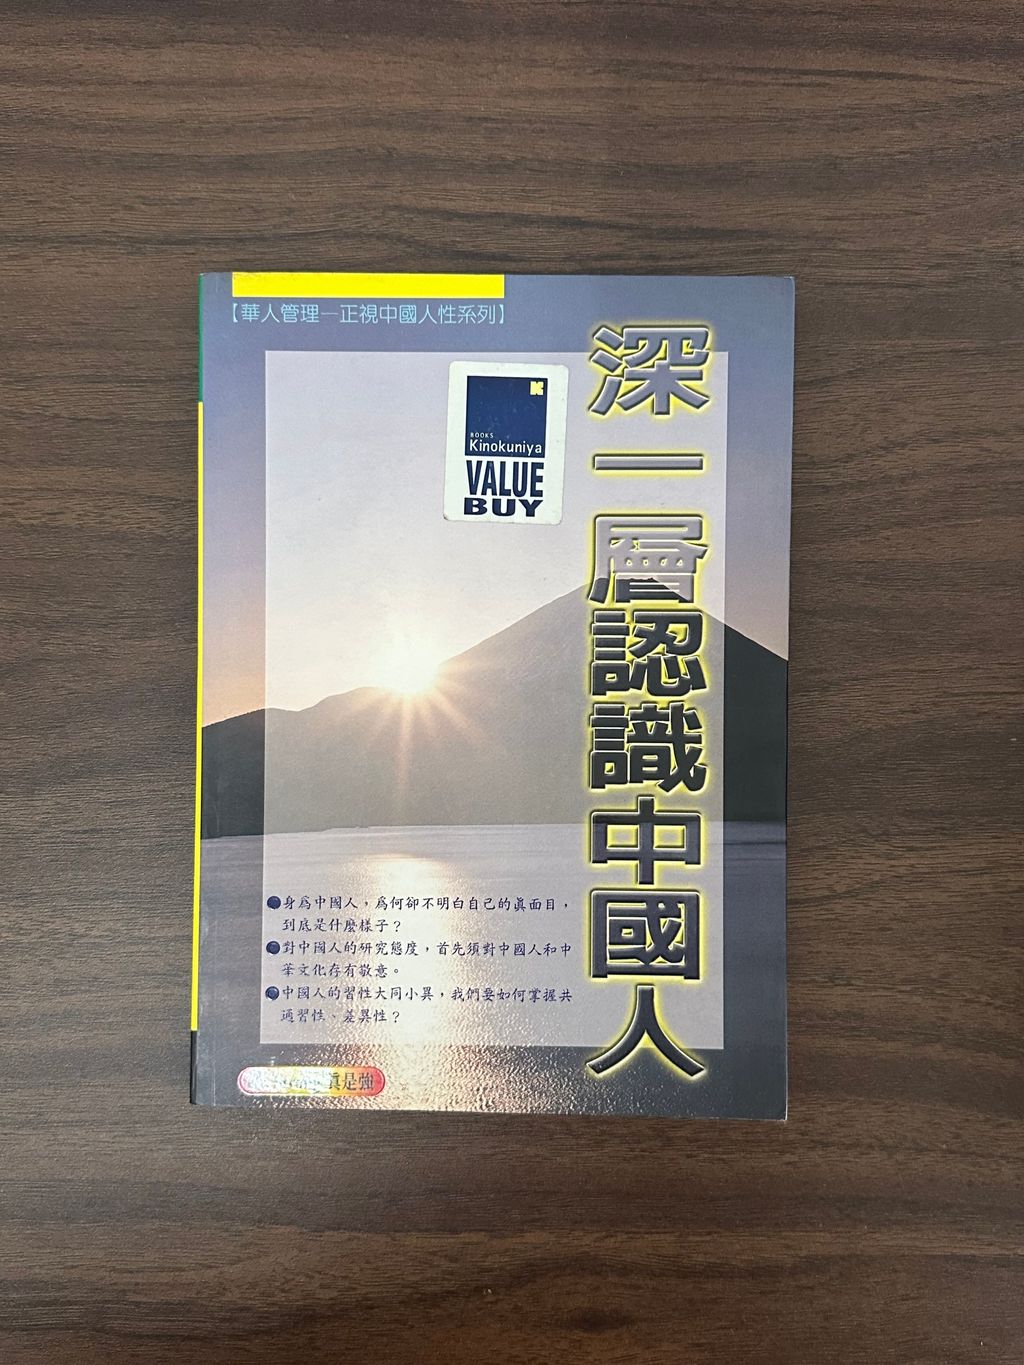 【華人管理—正視中國人性系列】
深一層認識中國人
BOOKS
Kinokuniya
VALUE
BUY
●身為中國人，為何卻不明白自己的真面目，
到底是什麼樣子？
●對中國人的研究態度，首先須對中國人和中
華文化存有敬意。
●中國人的習性大同小異，我們要如何掌握共
通習性、差異性？
真是強